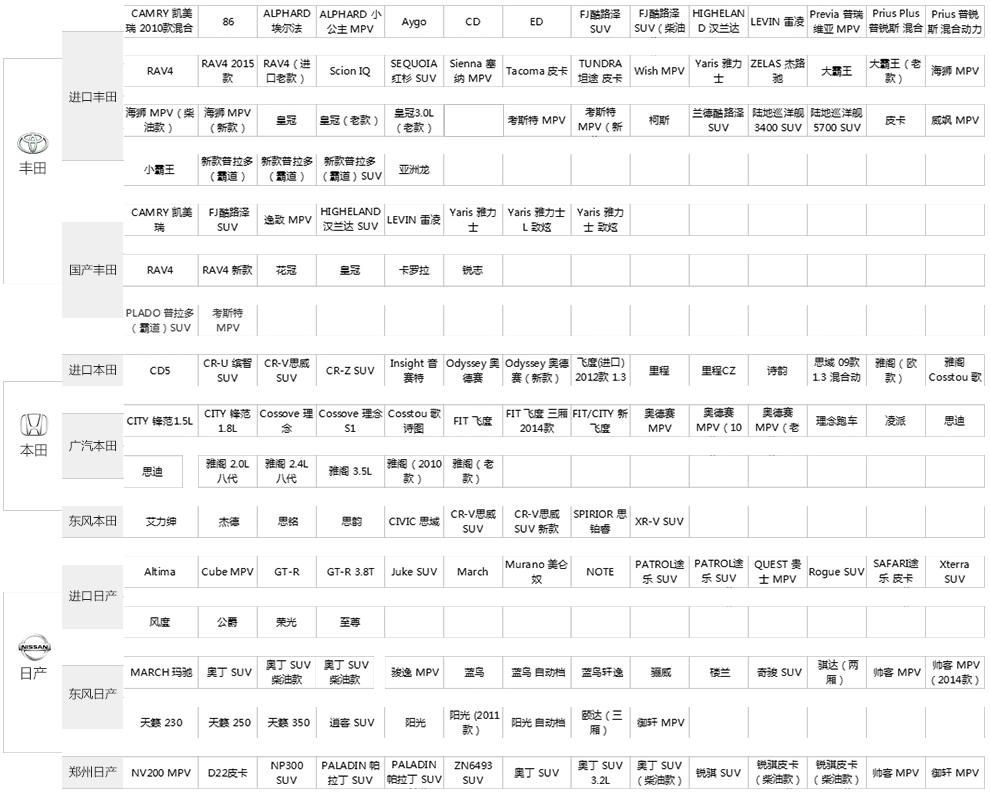 CAMRY 凯美 ALPHARD ALPHARD 小 FJ酷路泽 FJ酷路泽 HIGHELAN Previa 普瑞 Prius Plus Prius 普锐
瑞 2010款混合 86 埃尔法 公主 MPV Aygo CD ED SUV SUV（柴油 D 汉兰达 LEVIN 雷凌 维亚 MPV 普锐斯 混合 斯 混合动力
RAV4 2015 RAV4（进 SEQUOIA Sienna 塞 TUNDRA Yaris 雅力 ZELAS 杰路 大霸王（老
RAV4 款 口老款） Scion IQ 红杉 SUV 纳 MPV Tacoma 皮卡 坦途 皮卡 Wish MPV 士 驰 大霸王 款） 海狮 MPV
进口丰田
海狮 MPV（柴 海狮 MPV 皇冠3.0L 考斯特 兰德酷路泽 陆地巡洋舰 陆地巡洋舰
油款） （新款） 皇冠 皇冠（老款） （老款） 考斯特 MPV MPV（新 柯斯 SUV 3400 SUV 5700 SUV 皮卡 威飒 MPV
丰田
新款普拉多 新款普拉多 新款普拉多
小霸王 （霸道） （霸道） （霸道）SUV 亚洲龙
CAMRY 凯美 FJ酷路泽 HIGHELAND Yaris 雅力 Yaris 雅力士 Yaris 雅力
瑞 SUV 逸致 MPV 汉兰达 SUV LEVIN 雷凌 士 L 致炫 士 致炫
国产丰田
RAV4 RAV4 新款 花冠 皇冠 卡罗拉 锐志
PLADO 普拉多 考斯特
（霸道）SUV MPV
进口本田
CR-U 缤智 CR-V思威 Insight 音 Odyssey 奥 Odyssey 奥德 飞度(进口) 思域 09款 雅阁（欧 雅阁
CD5 SUV SUV CR-Z SUV 赛特 德赛 赛（新款） 2012款 1.3 里程 里程CZ 诗韵 1.3 混合动 款） Cosstou 歌
本田
广汽本田
CITY 锋范 Cossove 理 Cossove 理念 Cosstou 歌 FIT 飞度 三厢 FIT/CITY 新 奥德赛 奥德赛 奥德赛
CITY 锋范1.5L 1.8L 念 S1 诗图 FIT 飞度 2014款 飞度 MPV MPV（10 MPV（老 理念跑车 凌派 思迪
雅阁 2.0L 雅阁 2.4L 雅阁（2010 雅阁（老
思迪 八代 八代 雅阁 3.5L 款） 款）
东风本田
CR-V思威 CR-V思威 SPIRIOR 思
艾力绅 杰德 思铭 思韵 CIVIC 思域 SUV SUV 新款 铂睿 XR-V SUV
进口日产
Murano 美仑 PATROL途 PATROL途 QUEST 贵 SAFARI途 Xterra
Altima Cube MPV GT-R GT-R 3.8T Juke SUV March 奴 NOTE 乐 SUV 乐 SUV 士 MPV Rogue SUV 乐 皮卡 SUV
风度 公爵 荣光 至尊
NISSAN
日产
东风日产
奥丁 SUV 奥丁 SUV 骐达（两 帅客 MPV
MARCH 玛驰 奥丁 SUV 柴油款 柴油款 骏逸 MPV 蓝鸟 蓝鸟 自动档 蓝鸟轩逸 骊威 楼兰 奇骏 SUV 厢） 帅客 MPV （2014款）
阳光 (2011 颐达（三
天籁 230 天籁 250 天籁 350 逍客 SUV 阳光 款） 阳光 自动档 厢） 御轩 MPV
郑州日产
NP300 PALADIN 帕 PALADIN ZN6493 奥丁 SUV 奥丁 SUV 锐骐皮卡 锐骐皮卡
NV200 MPV D22皮卡 SUV 拉丁 SUV 帕拉丁 SUV SUV 奥丁 SUV 3.2L （柴油款） 锐骐 SUV （柴油款） （柴油款） 帅客 MPV 御轩 MPV